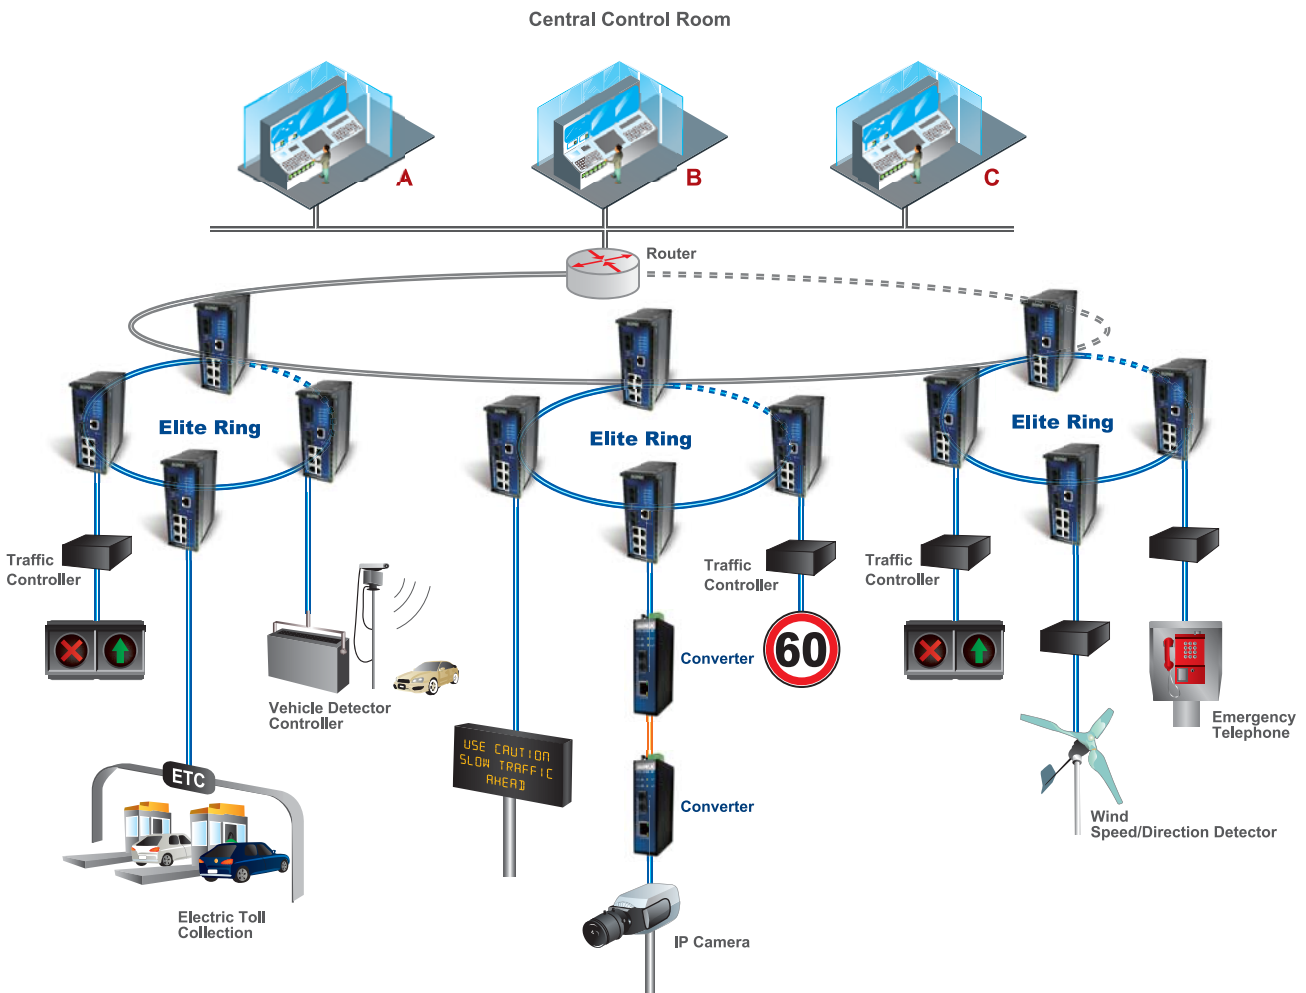 Central Control Room
A
B
C
Router
Elite Ring
Elite Ring
Elite Ring
Traffic
Controller
Traffic
Controller
Traffic
Controller
60
Converter
Vehicle Detector
Controller
USE CAUTION
SLOW TRAFFIC
AHEAD
Emergency
Telephone
ETC
Converter
Wind
Speed/Direction Detector
Electric Toll
Collection
IP Camera